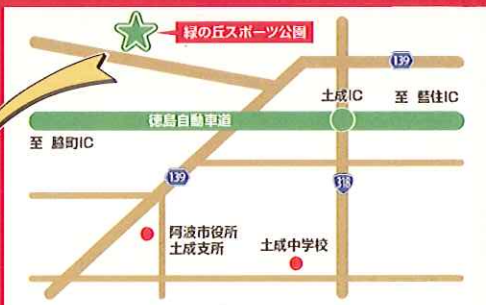 緑の丘スポーツ公園
139
土成IC
至 藍住IC
徳島自動車道
至 脇町IC
139
318
阿波市役所
土成支所
土成中学校